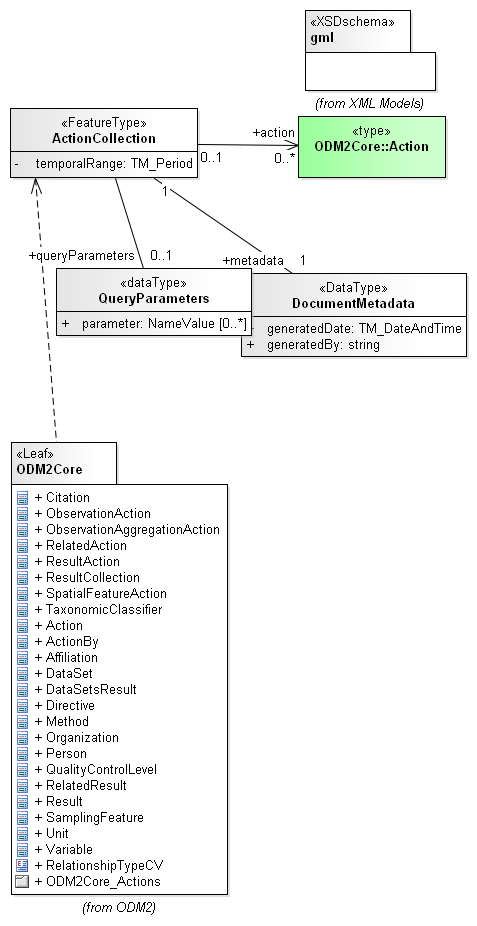 «XSDschema»
gml
(from XML Models)
«FeatureType»
ActionCollection
- temporalRange: TM_Period
+action
0..1
0..*
«type»
ODM2Core::Action
1
+queryParameters 0..1
+metadata 1
«dataType»
QueryParameters
+ parameter: NameValue [0..*]
«DataType»
DocumentMetadata
generatedDate: TM_DateAndTime
+ generatedBy: string
«Leaf»
ODM2Core
+ Citation
+ ObservationAction
+ ObservationAggregationAction
+ RelatedAction
+ ResultAction
+ ResultCollection
+ SpatialFeatureAction
+ TaxonomicClassifier
+ Action
+ ActionBy
+ Affiliation
+ DataSet
+ DataSetsResult
+ Directive
+ Method
+ Organization
+ Person
+ QualityControlLevel
+ RelatedResult
+ Result
+ SamplingFeature
+ Unit
+ Variable
+ RelationshipTypeCV
+ ODM2Core_Actions
(from ODM2)